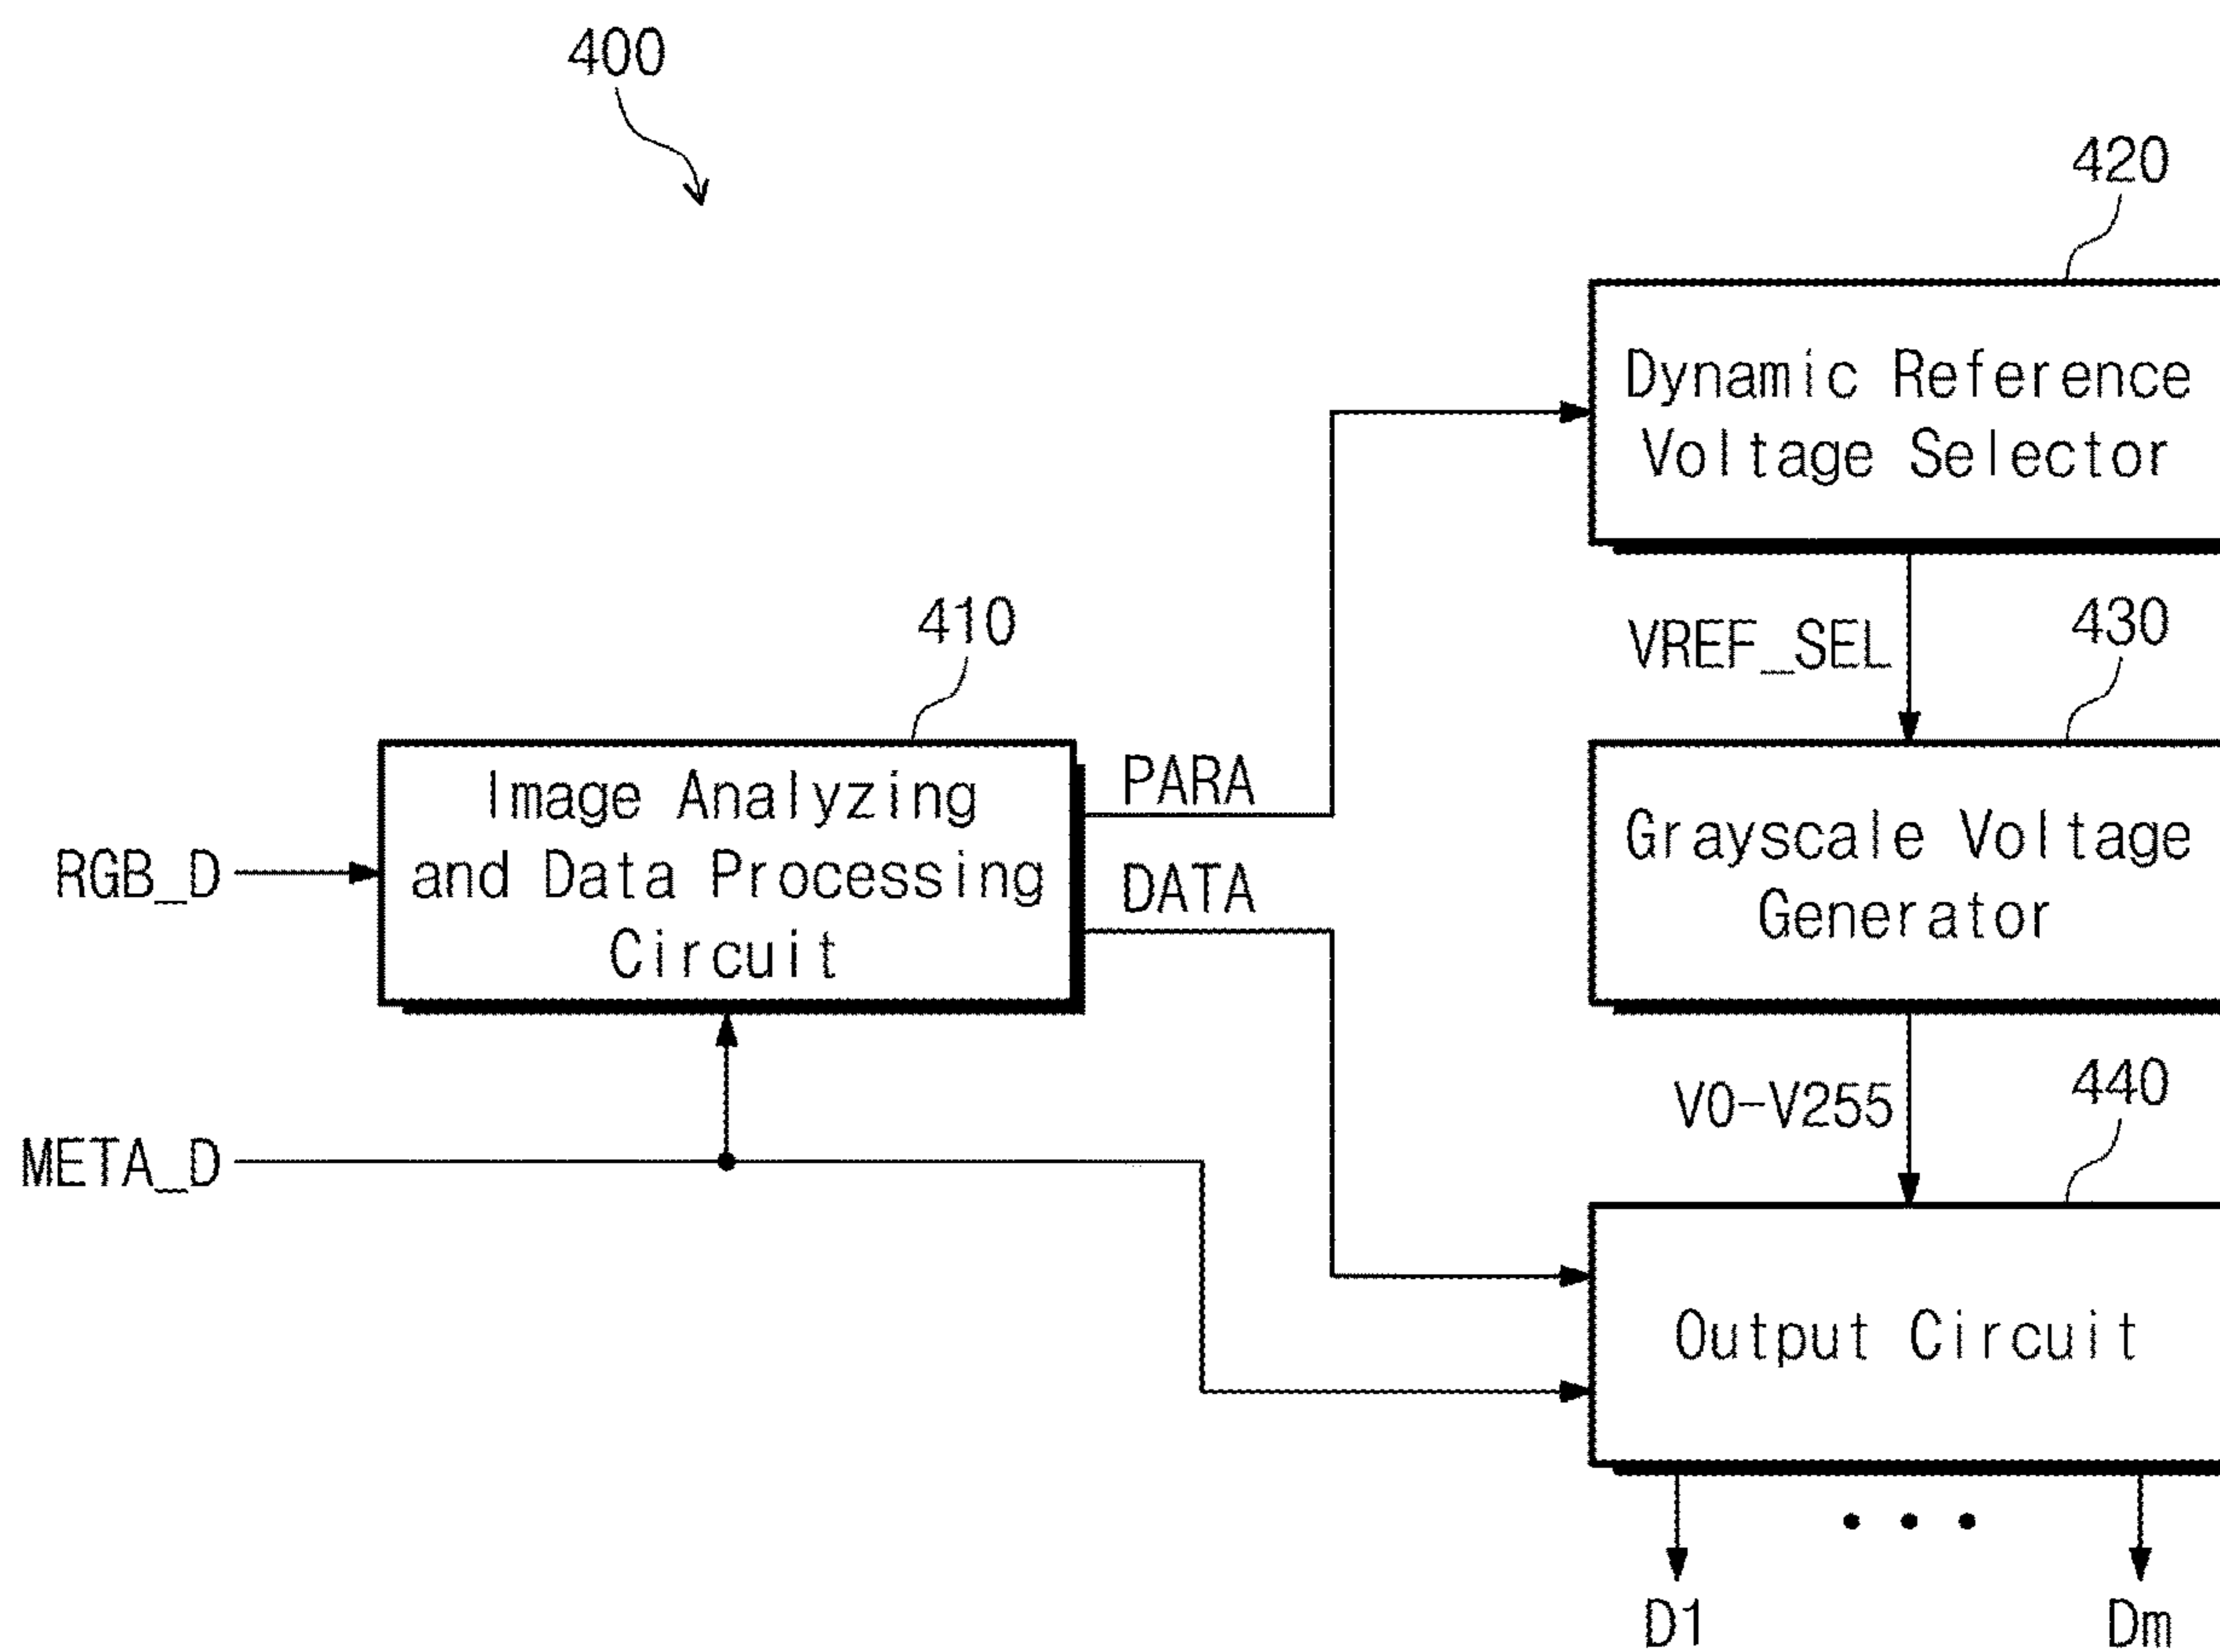 400
420
Dynamic Reference
Voltage Selector
VREF_SEL
430
410
Image Analyzing
and Data Processing
Circuit
PARA
DATA
RGB_D
Grayscale Voltage
Generator
META_D
V0-V255
440
Output Circuit
• • •
D1
Dm